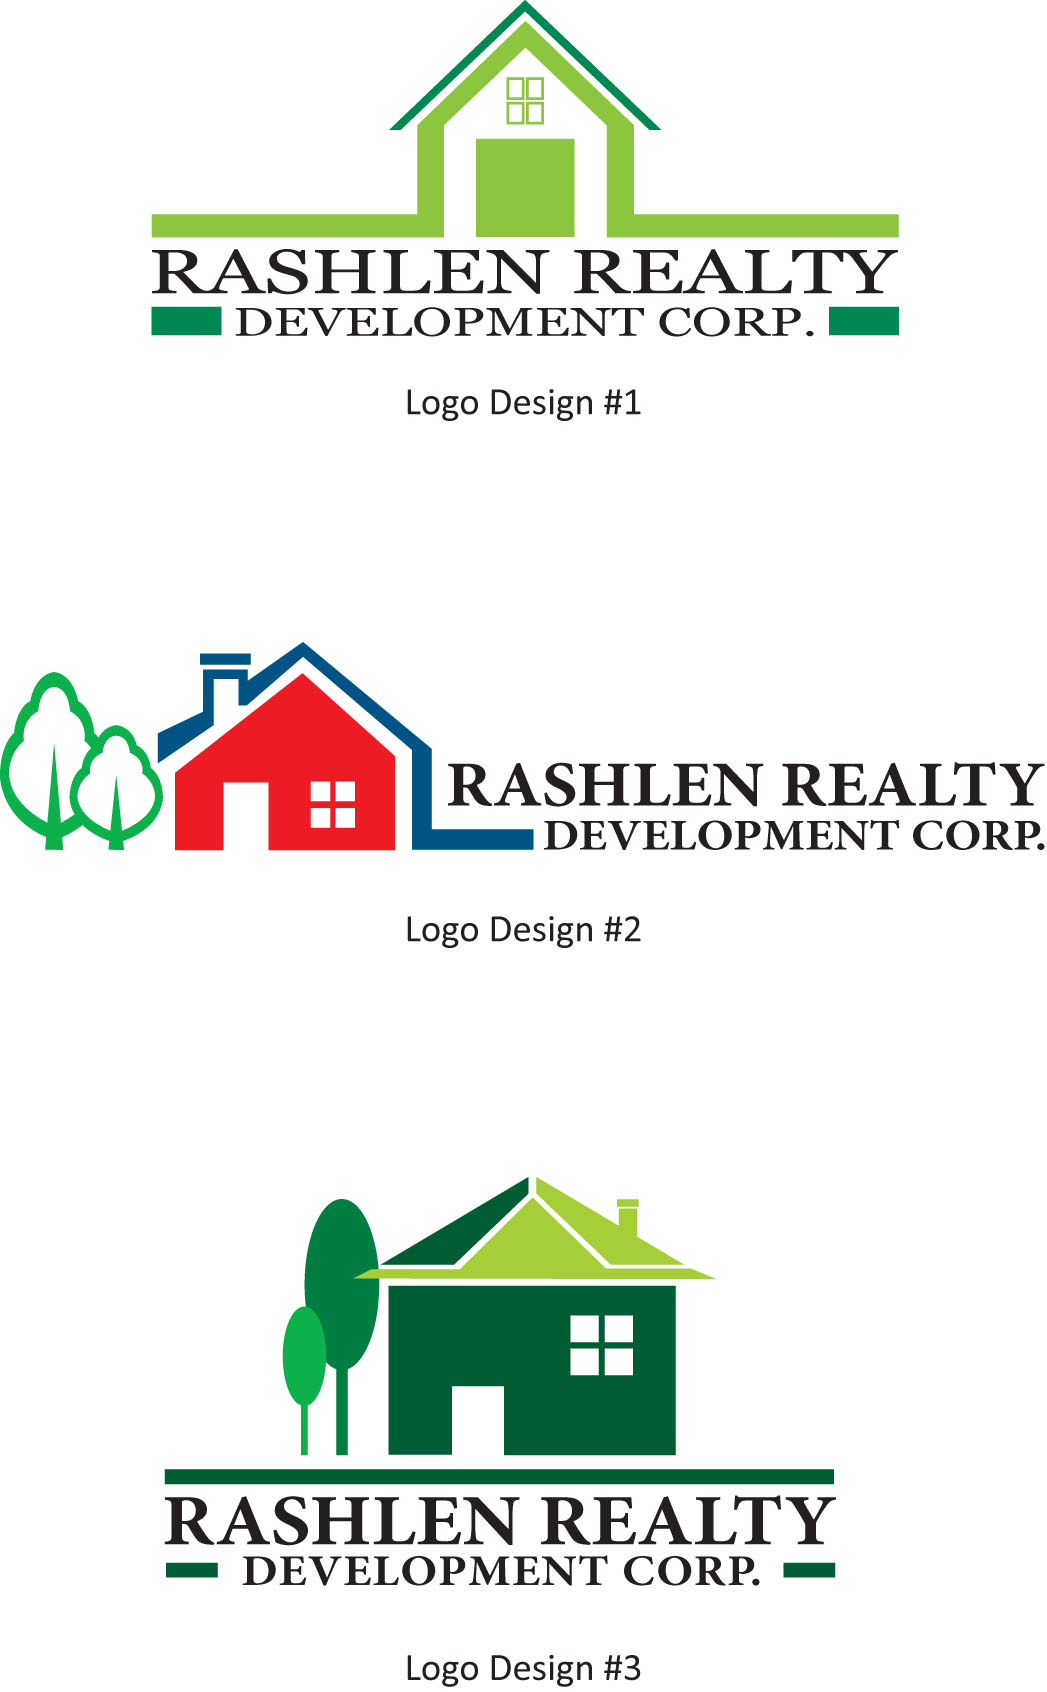 RASHLEN REALTY
DEVELOPMENT CORP.
Logo Design #1
RASHLEN REALTY
DEVELOPMENT CORP.
Logo Design #2
RASHLEN REALTY
DEVELOPMENT CORP.
Logo Design #3